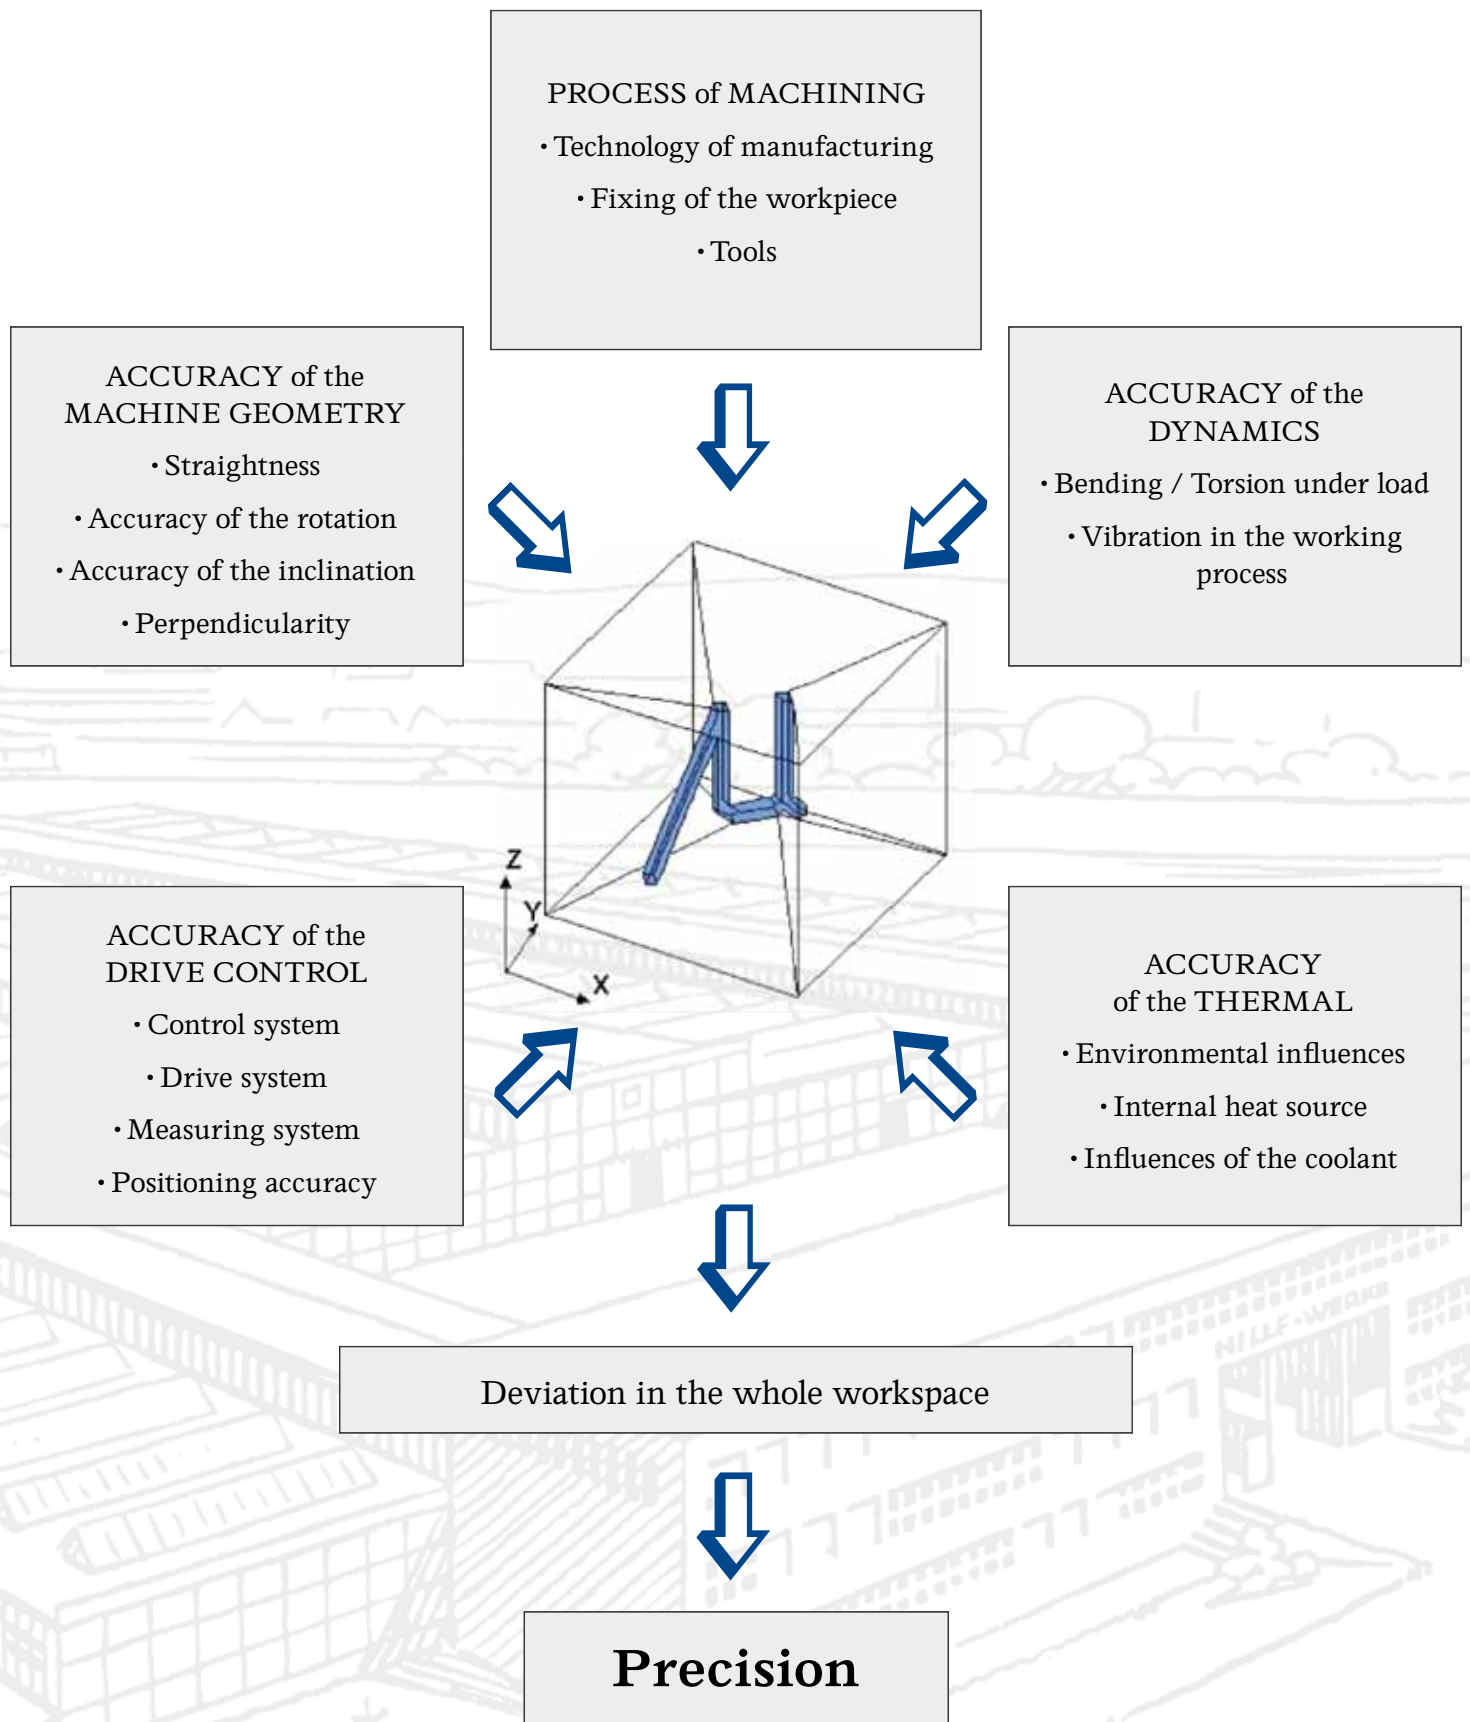 PROCESS of MACHINING
· Technology of manufacturing
· Fixing of the workpiece
· Tools
ACCURACY of the
MACHINE GEOMETRY
· Straightness
· Accuracy of the rotation
· Accuracy of the inclination
· Perpendicularity
ACCURACY of the
DYNAMICS
· Bending / Torsion under load
· Vibration in the working
process
Z
Y
X
ACCURACY of the
DRIVE CONTROL
· Control system
· Drive system
· Measuring system
· Positioning accuracy
ACCURACY
of the THERMAL
· Environmental influences
· Internal heat source
· Influences of the coolant
Deviation in the whole workspace
Precision